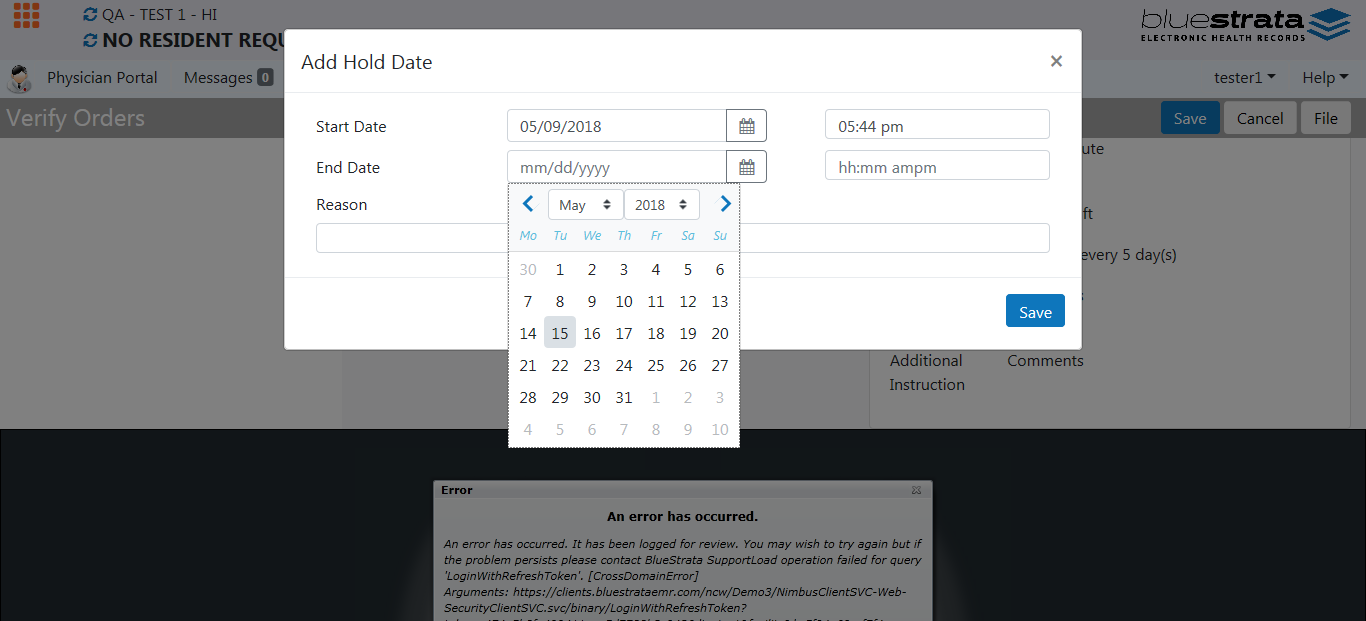 QA - TEST 1 - HI
NO RESIDENT REQU
bluestrata
ELECTRONIC HEALTH RECORDS
Physician Portal Messages 0 tester1 Help
Verify Orders Save Cancel File
Add Hold Date ×
Start Date 05/09/2018 05:44 pm
End Date mm/dd/yyyy hh:mm ampm
Reason
May 2018
Mo Tu We Th Fr Sa Su
30 1 2 3 4 5 6
7 8 9 10 11 12 13
14 15 16 17 18 19 20
21 22 23 24 25 26 27
28 29 30 31 1 2 3
4 5 6 7 8 9 10
Save
ute
ft
every 5 day(s)
s
Additional Comments
Instruction
Error
An error has occurred.
An error has occurred. It has been logged for review. You may wish to try again but if
the problem persists please contact BlueStrata SupportLoad operation failed for query
'LoginWithRefreshToken'. [CrossDomainError]
Arguments: https://clients.bluestrataemr.com/ncw/Demo3/NimbusClientSVC-Web-
SecurityClientSVC.svc/binary/LoginWithRefreshToken?